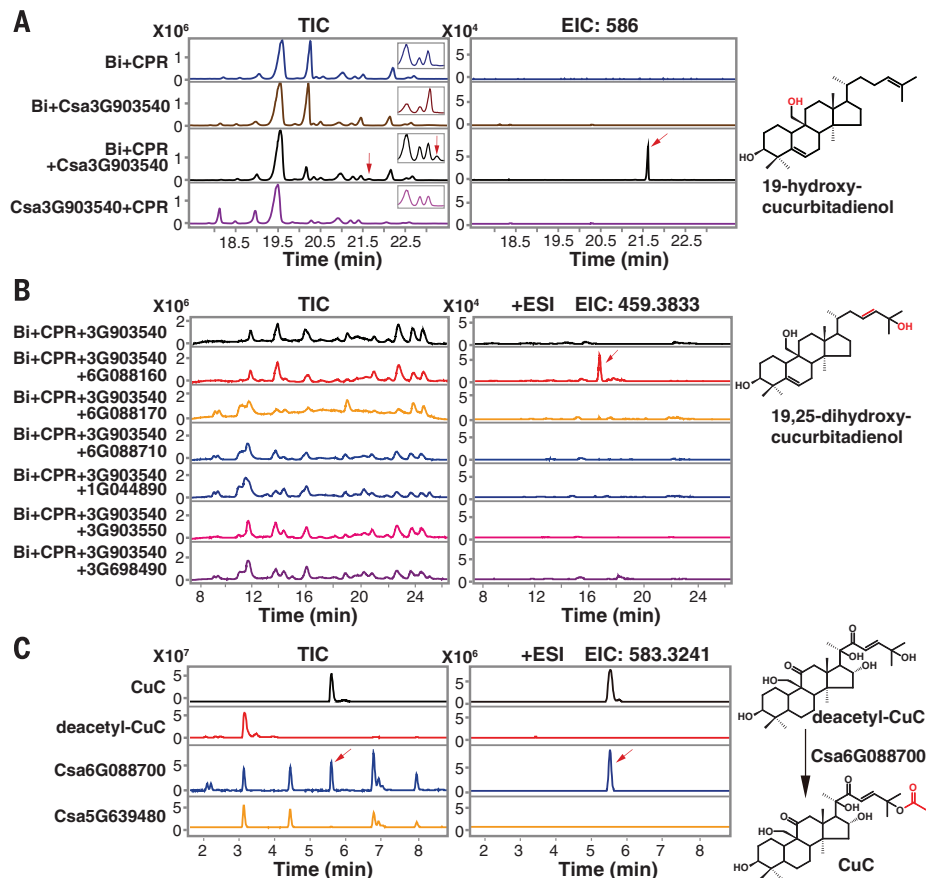 A
TIC
EIC: 586
X10⁶
X10⁴
Bi+CPR
1
0
5
0
Bi+Csa3G903540
1
0
5
0
Bi+CPR
+Csa3G903540
1
0
5
0
Csa3G903540+CPR
1
0
5
0
18.5 19.5 20.5 21.5 22.5
18.5 19.5 20.5 21.5 22.5
Time (min)
Time (min)
OH
HO
19-hydroxy-
cucurbitadienol
B
TIC
+ESI EIC: 459.3833
X10⁶
X10⁴
Bi+CPR+3G903540
2
0
5
0
Bi+CPR+3G903540
+6G088160
2
0
5
0
Bi+CPR+3G903540
+6G088170
2
0
5
0
Bi+CPR+3G903540
+6G088710
2
0
5
0
Bi+CPR+3G903540
+1G044890
2
0
5
0
Bi+CPR+3G903540
+3G903550
2
0
5
0
Bi+CPR+3G903540
+3G698490
2
0
5
0
8 12 14 16 20 24
8 12 14 16 20 24
Time (min)
Time (min)
OH
OH
HO
19,25-dihydroxy-
cucurbitadienol
C
TIC
+ESI EIC: 583.3241
X10⁷
X10⁶
CuC
5
0
5
0
deacetyl-CuC
5
0
5
0
Csa6G088700
5
0
5
0
Csa5G639480
5
0
5
0
2 3 4 5 6 7 8
2 3 4 5 6 7 8
Time (min)
Time (min)
O
OH
OH
O
OH
HO
HO
deacetyl-CuC
Csa6G088700
O
O
OH
O
O
OH
HO
HO
CuC